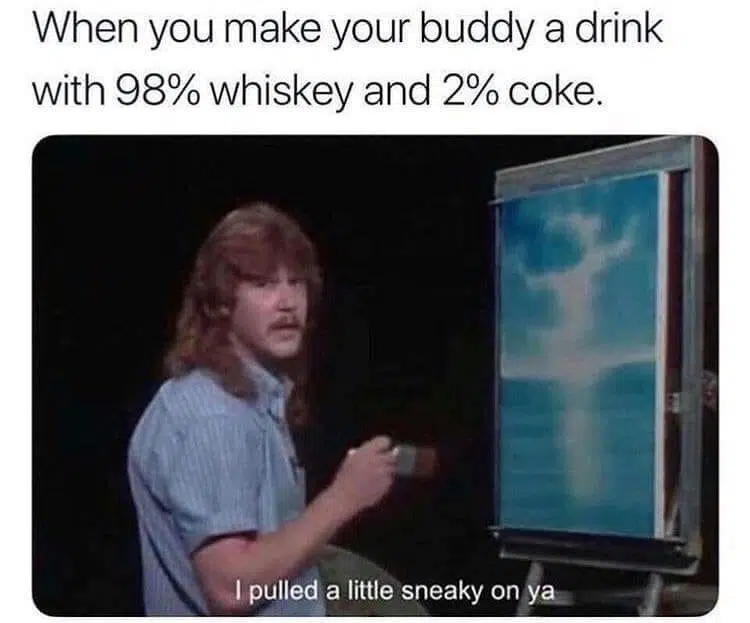 When you make your buddy a drink
with 98% whiskey and 2% coke.
I pulled a little sneaky on ya